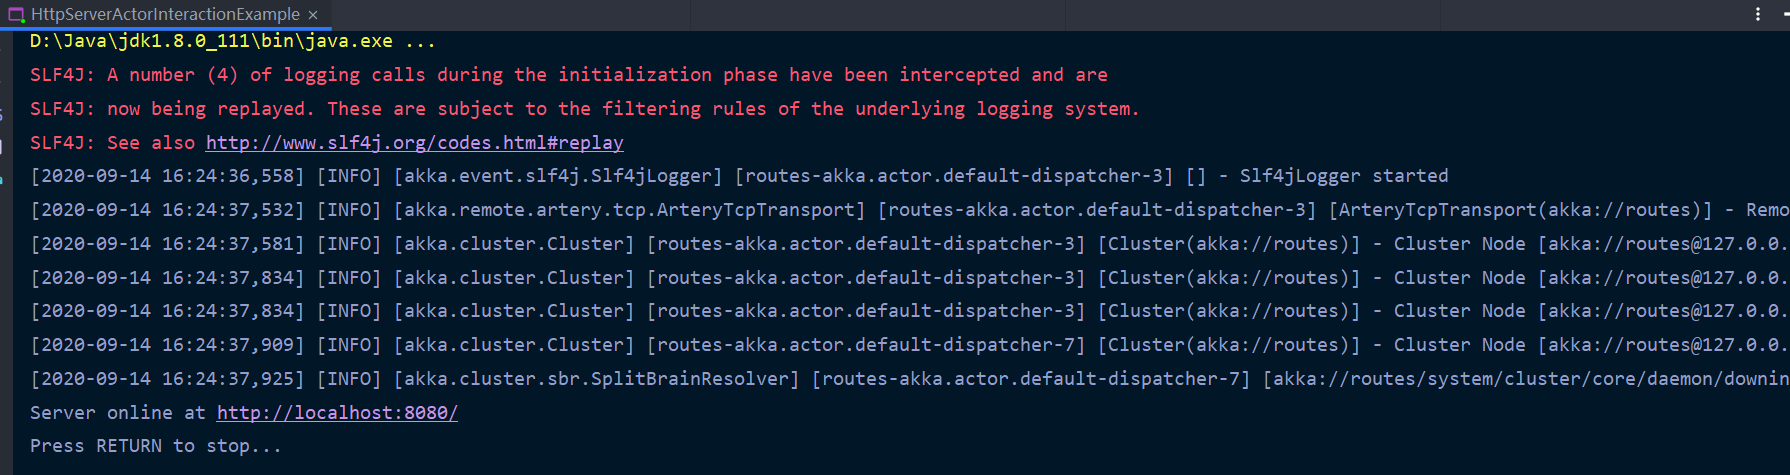 HttpServerActorInteractionExample
D:\Java\jdk1.8.0_111\bin\java.exe ...
SLF4J: A number (4) of logging calls during the initialization phase have been intercepted and are
SLF4J: now being replayed. These are subject to the filtering rules of the underlying logging system.
SLF4J: See also http://www.slf4j.org/codes.html#replay
[2020-09-14 16:24:36,558] [INFO] [akka.event.slf4j.Slf4jLogger] [routes-akka.actor.default-dispatcher-3] [] - Slf4jLogger started
[2020-09-14 16:24:37,532] [INFO] [akka.remote.artery.tcp.ArteryTcpTransport] [routes-akka.actor.default-dispatcher-3] [ArteryTcpTransport(akka://routes)] - Remo
[2020-09-14 16:24:37,581] [INFO] [akka.cluster.Cluster] [routes-akka.actor.default-dispatcher-3] [Cluster(akka://routes)] - Cluster Node [akka://routes@127.0.0.
[2020-09-14 16:24:37,834] [INFO] [akka.cluster.Cluster] [routes-akka.actor.default-dispatcher-3] [Cluster(akka://routes)] - Cluster Node [akka://routes@127.0.0.
[2020-09-14 16:24:37,834] [INFO] [akka.cluster.Cluster] [routes-akka.actor.default-dispatcher-3] [Cluster(akka://routes)] - Cluster Node [akka://routes@127.0.0.
[2020-09-14 16:24:37,909] [INFO] [akka.cluster.Cluster] [routes-akka.actor.default-dispatcher-7] [Cluster(akka://routes)] - Cluster Node [akka://routes@127.0.0.
[2020-09-14 16:24:37,925] [INFO] [akka.cluster.sbr.SplitBrainResolver] [routes-akka.actor.default-dispatcher-7] [akka://routes/system/cluster/core/daemon/downin
Server online at http://localhost:8080/
Press RETURN to stop...